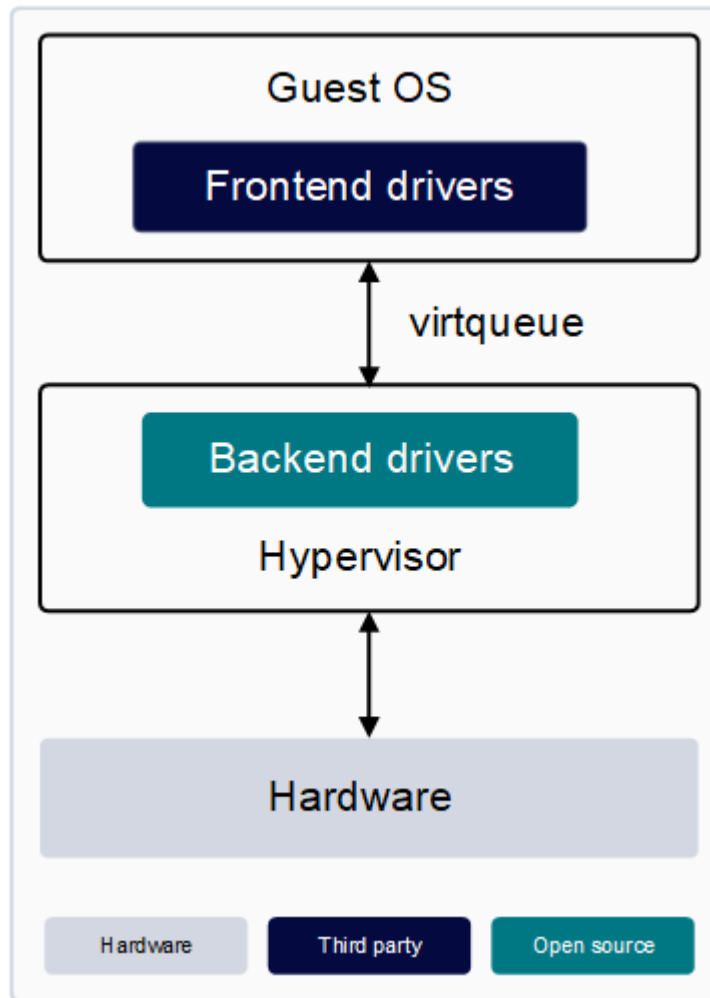 Guest OS
Frontend drivers
virtqueue
Backend drivers
Hypervisor
Hardware
Hardware
Third party
Open source